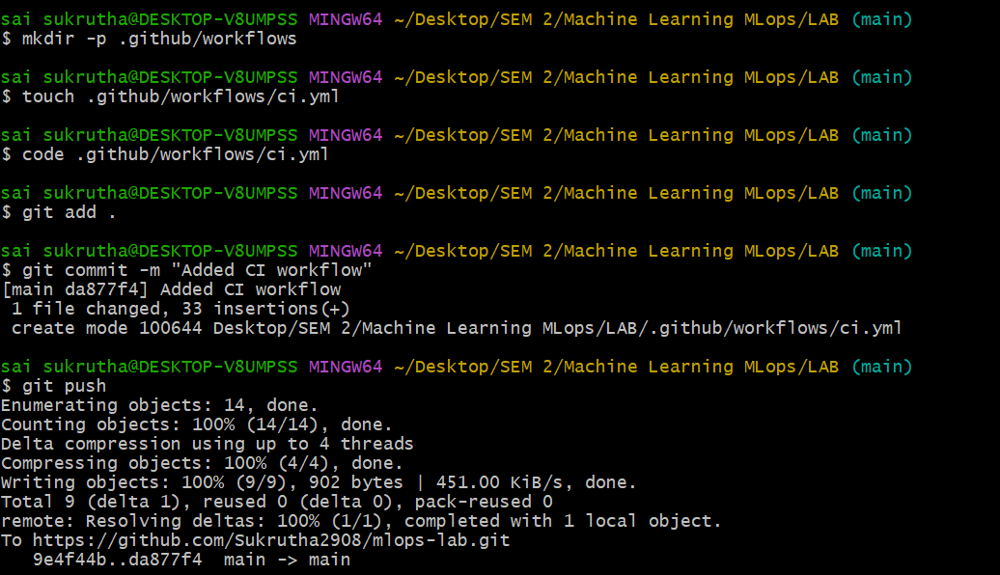 sai sukrutha@DESKTOP-V8UMPSS MINGW64 ~/Desktop/SEM 2/Machine Learning MLops/LAB (main)
$ mkdir -p .github/workflows
sai sukrutha@DESKTOP-V8UMPSS MINGW64 ~/Desktop/SEM 2/Machine Learning MLops/LAB (main)
$ touch .github/workflows/ci.yml
sai sukrutha@DESKTOP-V8UMPSS MINGW64 ~/Desktop/SEM 2/Machine Learning MLops/LAB (main)
$ code .github/workflows/ci.yml
sai sukrutha@DESKTOP-V8UMPSS MINGW64 ~/Desktop/SEM 2/Machine Learning MLops/LAB (main)
$ git add .
sai sukrutha@DESKTOP-V8UMPSS MINGW64 ~/Desktop/SEM 2/Machine Learning MLops/LAB (main)
$ git commit -m "Added CI workflow"
[main da877f4] Added CI workflow
 1 file changed, 33 insertions(+)
 create mode 100644 Desktop/SEM 2/Machine Learning MLops/LAB/.github/workflows/ci.yml
sai sukrutha@DESKTOP-V8UMPSS MINGW64 ~/Desktop/SEM 2/Machine Learning MLops/LAB (main)
$ git push
Enumerating objects: 14, done.
Counting objects: 100% (14/14), done.
Delta compression using up to 4 threads
Compressing objects: 100% (4/4), done.
Writing objects: 100% (9/9), 902 bytes | 451.00 KiB/s, done.
Total 9 (delta 1), reused 0 (delta 0), pack-reused 0
remote: Resolving deltas: 100% (1/1), completed with 1 local object.
To https://github.com/Sukrutha2908/mlops-lab.git
   9e4f44b..da877f4  main -> main